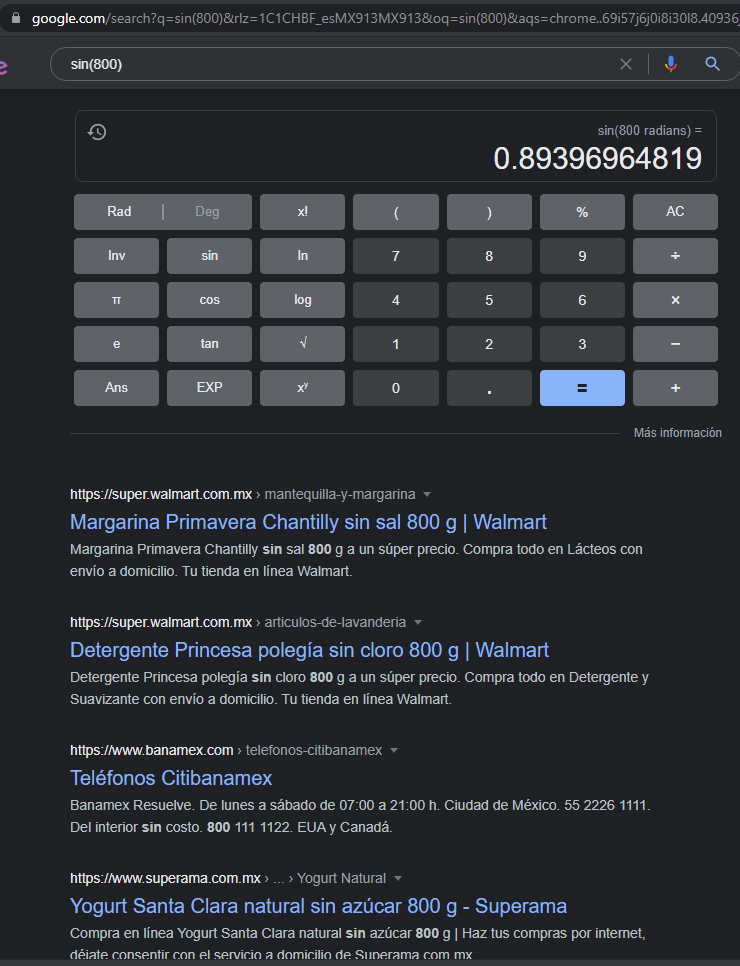 google.com/search?q=sin(800)&rlz=1C1CHBF_esMX913MX913&oq=sin(800)&aqs=chrome..69i57j6j0i8i30l8.40936
e
sin(800)
sin(800 radians) =
0.89396964819
Rad | Deg x! ( ) % AC
Inv sin ln 7 8 9 ÷
π cos log 4 5 6 ×
e tan √ 1 2 3 −
Ans EXP xʸ 0 . = +
Más información
https://super.walmart.com.mx › mantequilla-y-margarina
Margarina Primavera Chantilly sin sal 800 g | Walmart
Margarina Primavera Chantilly sin sal 800 g a un súper precio. Compra todo en Lácteos con
envío a domicilio. Tu tienda en línea Walmart.
https://super.walmart.com.mx › articulos-de-lavanderia
Detergente Princesa polegía sin cloro 800 g | Walmart
Detergente Princesa polegía sin cloro 800 g a un súper precio. Compra todo en Detergente y
Suavizante con envío a domicilio. Tu tienda en línea Walmart.
https://www.banamex.com › telefonos-citibanamex
Teléfonos Citibanamex
Banamex Resuelve. De lunes a sábado de 07:00 a 21:00 h. Ciudad de México. 55 2226 1111.
Del interior sin costo. 800 111 1122. EUA y Canadá.
https://www.superama.com.mx › ... › Yogurt Natural
Yogurt Santa Clara natural sin azúcar 800 g - Superama
Compra en línea Yogurt Santa Clara natural sin azúcar 800 g | Haz tus compras por internet,
déjate consentir con el servicio a domicilio de Superama.com.mx